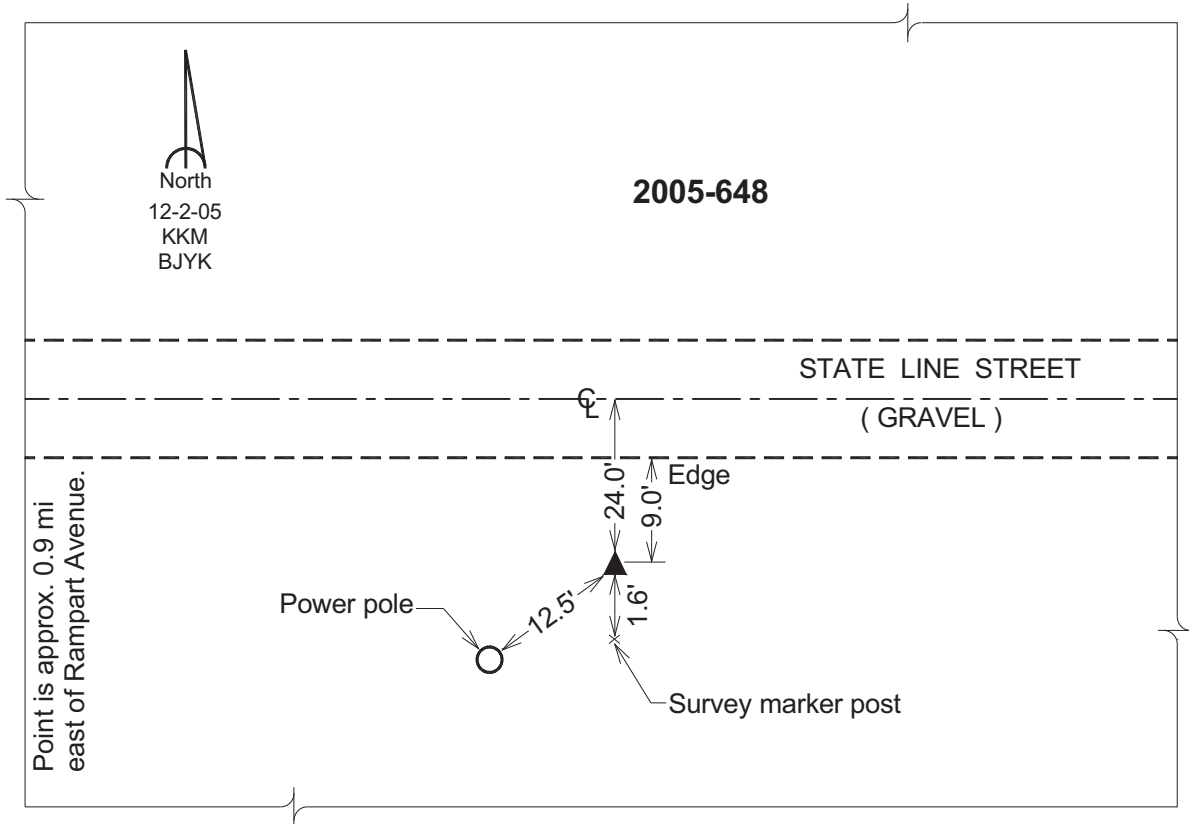 North
12-2-05
KKM
BJYK
2005-648
STATE LINE STREET
℄
( GRAVEL )
Edge
24.0'
9.0'
Power pole
12.5'
1.6'
Survey marker post
Point is approx. 0.9 mi
east of Rampart Avenue.